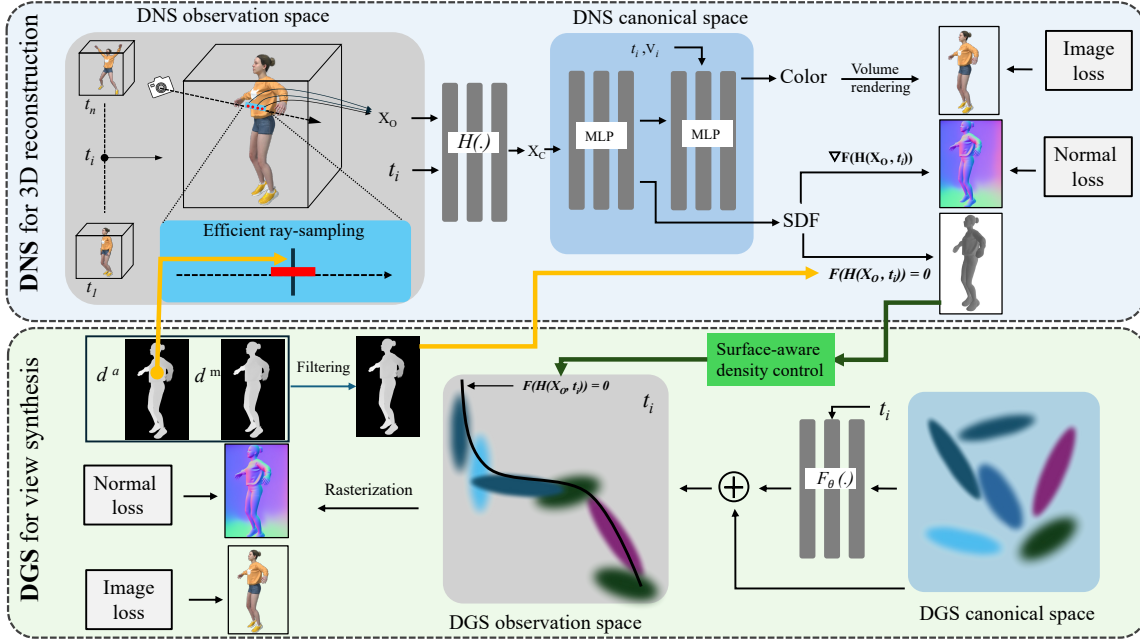 DNS for 3D reconstruction
DNS observation space
DNS canonical space
t_n
t_i
t_1
X_O
t_i
H(.)
X_C
MLP
t_i , V_i
MLP
Color
Volume
rendering
Image
loss
∇F(H(X_O , t_i))
Normal
loss
SDF
F(H(X_O , t_i)) = 0
Efficient ray-sampling
DGS for view synthesis
d^a
d^m
Filtering
Surface-aware
density control
F(H(X_O, t_i)) = 0
t_i
t_i
F_θ (.)
Normal
loss
Rasterization
Image
loss
DGS observation space
DGS canonical space